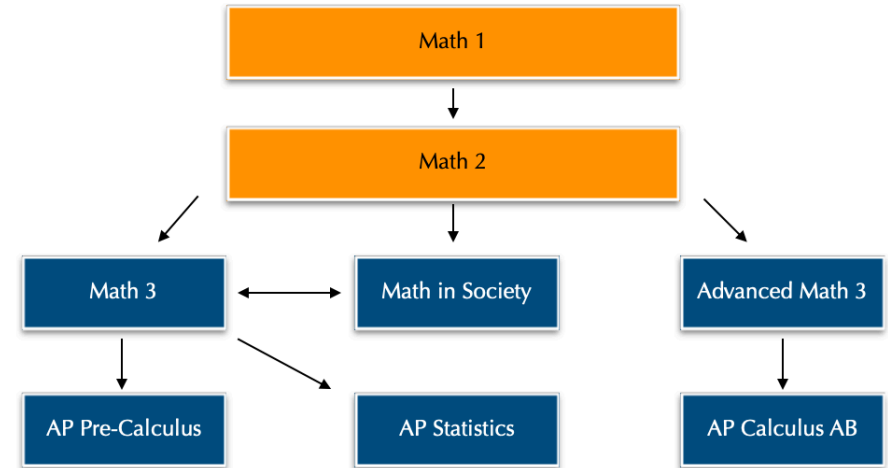 Math 1
Math 2
Math 3
Math in Society
Advanced Math 3
AP Pre-Calculus
AP Statistics
AP Calculus AB